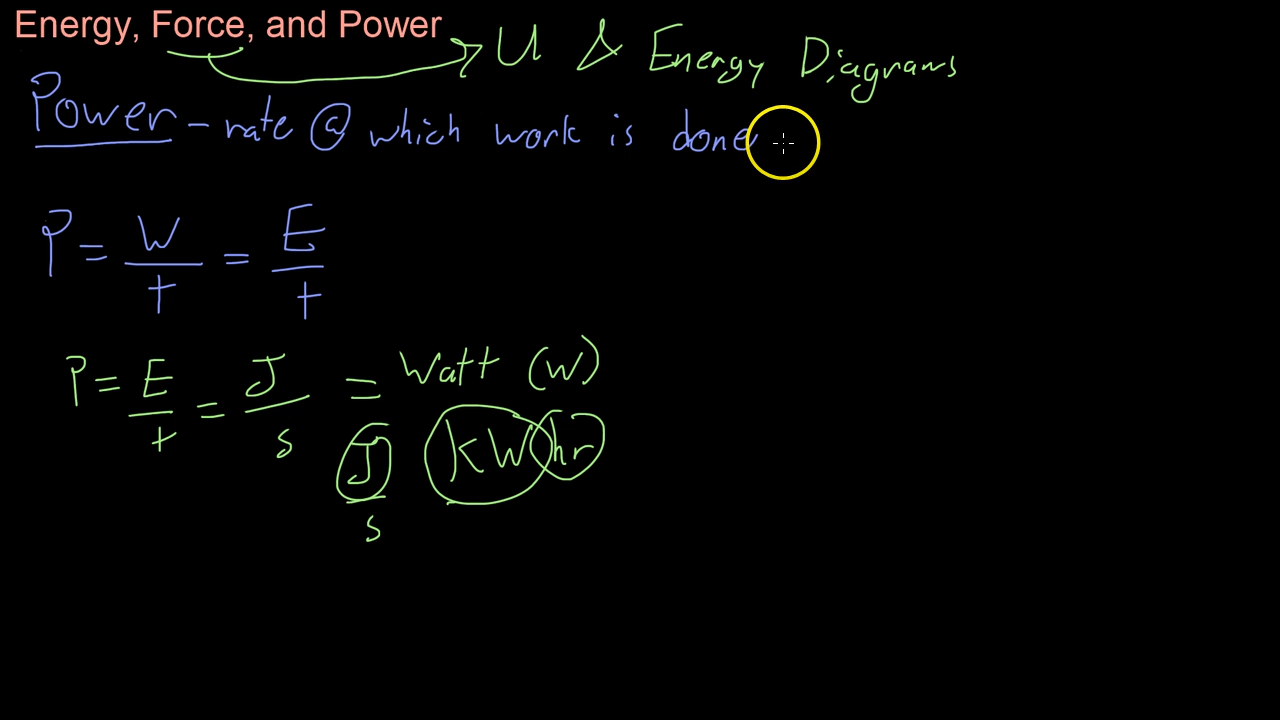 Energy, Force, and Power
U & Energy Diagrams
Power - rate @ which work is done
P = W/t = E/t
P = E/t = J/s = Watt (W)
J/s kW hr